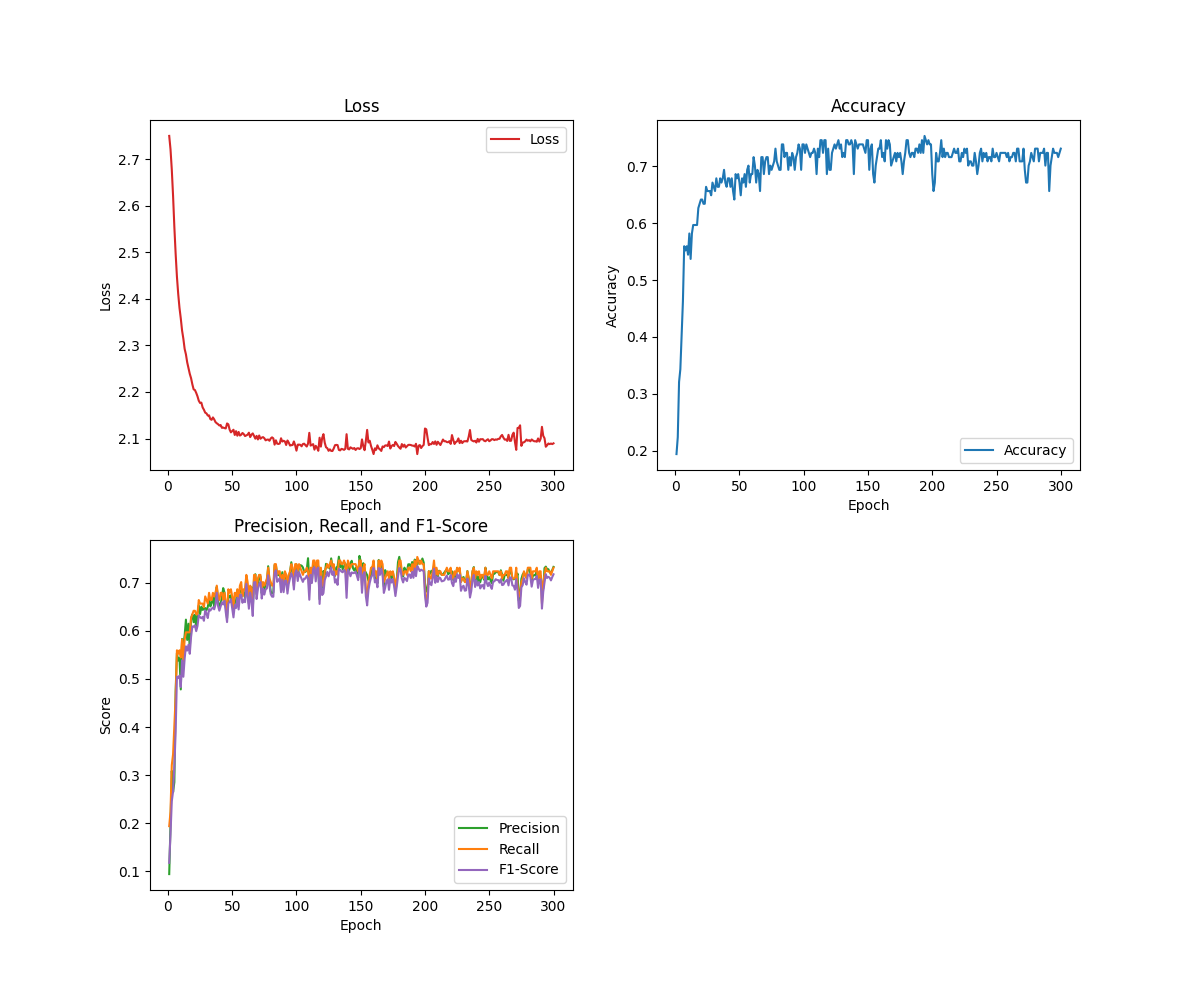 Loss
Loss
2.7
2.6
2.5
2.4
2.3
2.2
2.1
Loss
0
50
100
150
200
250
300
Epoch
Accuracy
Accuracy
0.7
0.6
0.5
0.4
0.3
0.2
Accuracy
0
50
100
150
200
250
300
Epoch
Precision, Recall, and F1-Score
Score
0.7
0.6
0.5
0.4
0.3
0.2
0.1
Precision
Recall
F1-Score
0
50
100
150
200
250
300
Epoch